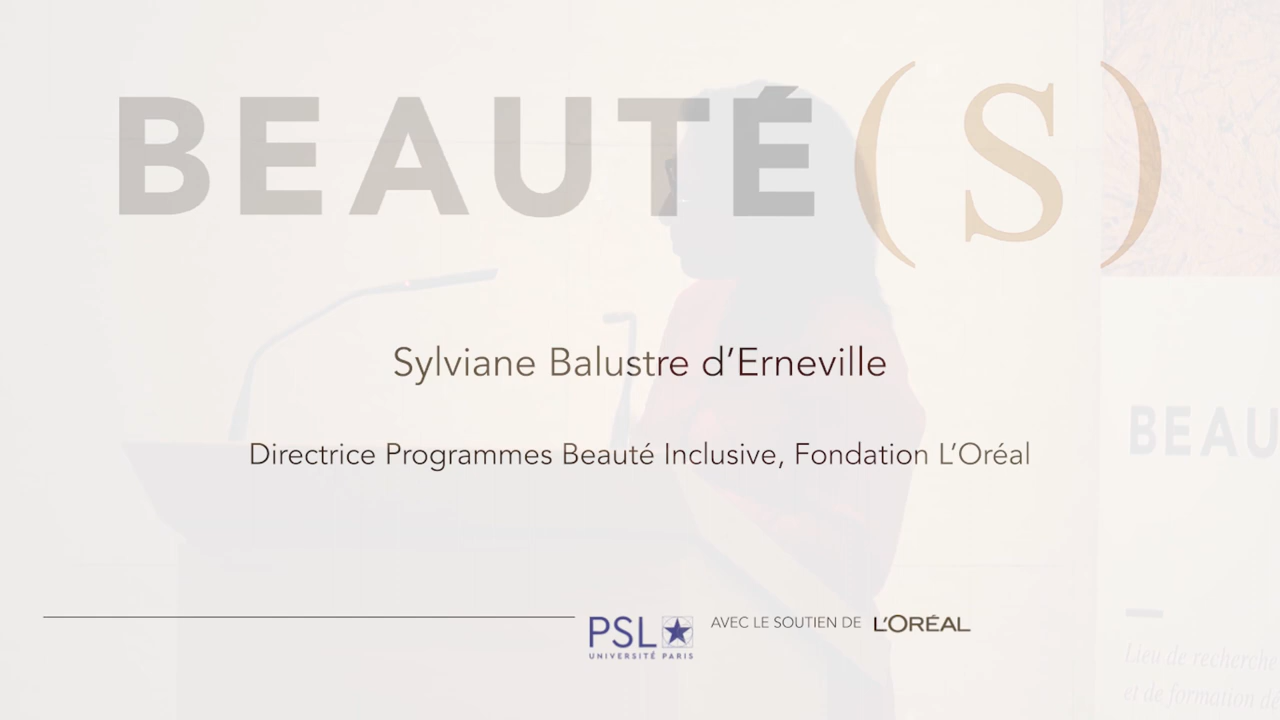 BEAUTÉ(S)
Sylviane Balustre d’Erneville
Directrice Programmes Beauté Inclusive, Fondation L’Oréal
PSL
UNIVERSITÉ PARIS
AVEC LE SOUTIEN DE L’ORÉAL
BEAU
Lieu de recherche
et de formation